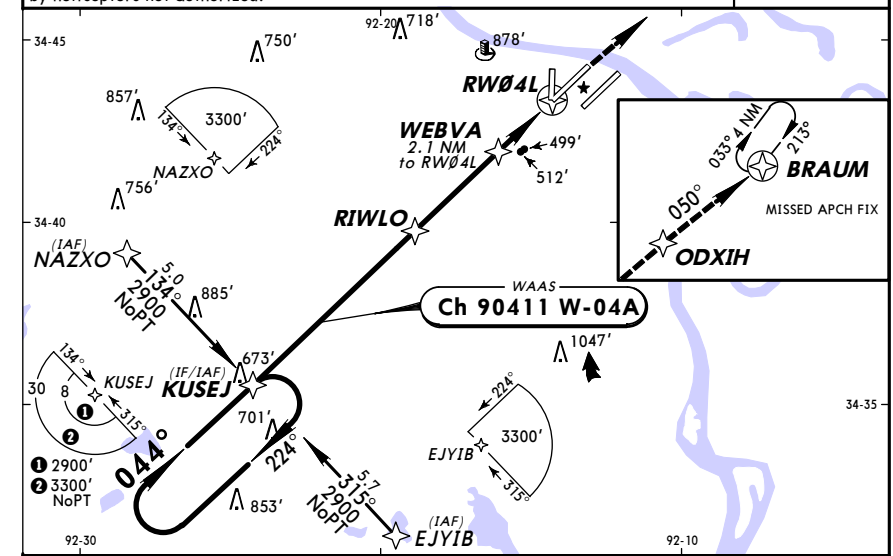 by helicopters not authorized.
34-45
92-20
718'
750'
878'
RWØ4L
857'
3300'
134°
224°
NAZXO
WEBVA
2.1 NM
to RWØ4L
499'
512'
033° 4 NM
213°
BRAUM
050°
MISSED APCH FIX
ODXIH
756'
34-40
RIWLO
(IAF)
NAZXO
5.0
134°
2900
NoPT
885'
WAAS
Ch 90411 W-04A
1047'
673'
(IF/IAF)
KUSEJ
134°
KUSEJ
30
8
1
315°
2
1 2900'
2 3300'
NoPT
044°
701'
224°
34-35
224°
3300'
EJYIB
315°
5.7
315°
2900
NoPT
853'
(IAF)
EJYIB
92-30
92-10